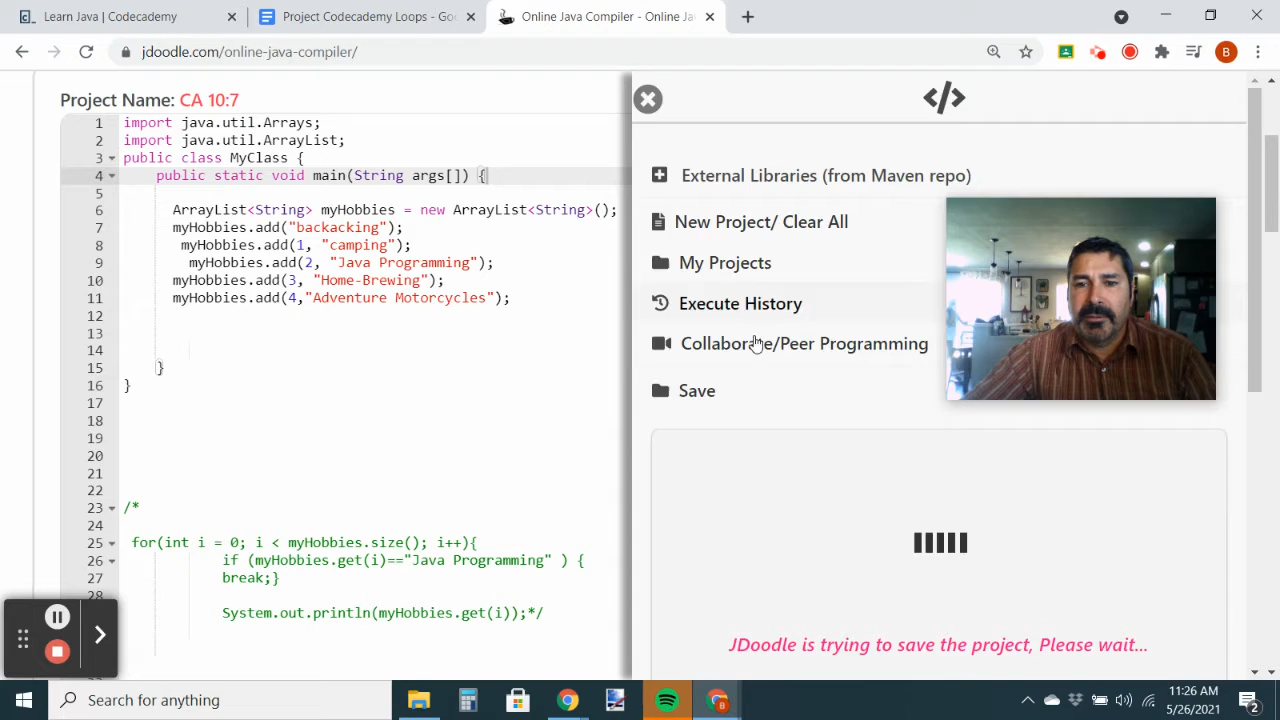 Learn Java | Codecademy
Project Codecademy Loops - Goo
Online Java Compiler - Online Ja
jdoodle.com/online-java-compiler/
B
Project Name: CA 10:7
1 import java.util.Arrays;
2 import java.util.ArrayList;
3 public class MyClass {
4 public static void main(String args[]) {
5
6 ArrayList<String> myHobbies = new ArrayList<String>();
7 myHobbies.add("backacking");
8 myHobbies.add(1, "camping");
9 myHobbies.add(2, "Java Programming");
10 myHobbies.add(3, "Home-Brewing");
11 myHobbies.add(4,"Adventure Motorcycles");
12
13
14
15 }
16 }
17
18
19
20
21
22
23 /*
24
25 for(int i = 0; i < myHobbies.size(); i++){
26 if (myHobbies.get(i)=="Java Programming" ) {
27 break;}
28
System.out.println(myHobbies.get(i));*/
</>
External Libraries (from Maven repo)
New Project/ Clear All
My Projects
Execute History
Collaborate/Peer Programming
Save
JDoodle is trying to save the project, Please wait...
Search for anything
B
11:26 AM
5/26/2021
2